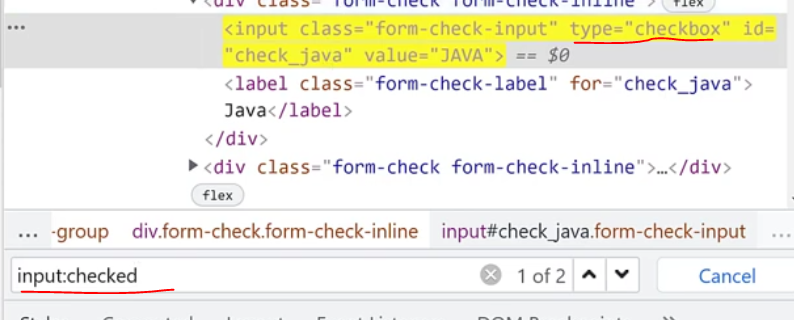 <div class="form-check form-check-inline"> flex
<input class="form-check-input" type="checkbox" id=
"check_java" value="JAVA"> == $0
<label class="form-check-label" for="check_java">
Java</label>
</div>
<div class="form-check form-check-inline">…</div>
flex
... -group div.form-check.form-check-inline input#check_java.form-check-input ...
input:checked 1 of 2 Cancel